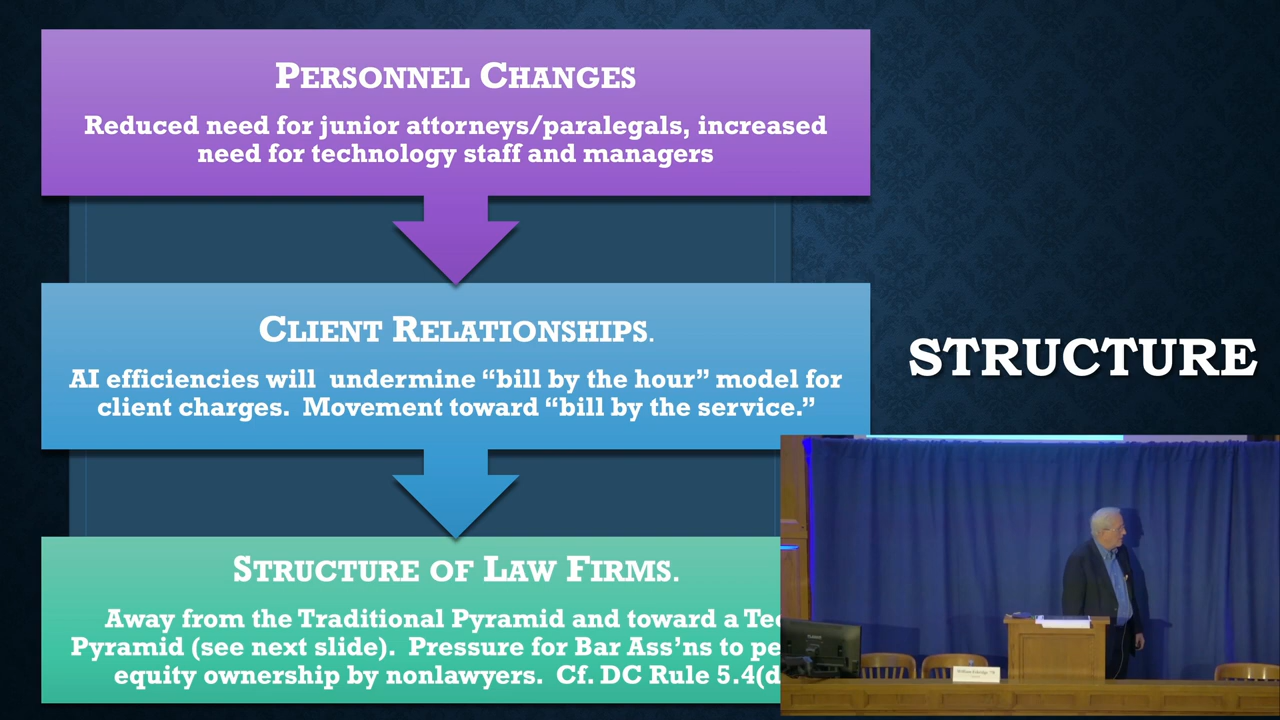 PERSONNEL CHANGES
Reduced need for junior attorneys/paralegals, increased
need for technology staff and managers
CLIENT RELATIONSHIPS.
AI efficiencies will undermine “bill by the hour” model for
client charges. Movement toward “bill by the service.”
STRUCTURE
STRUCTURE OF LAW FIRMS.
Away from the Traditional Pyramid and toward a
Pyramid (see next slide). Pressure for Bar Ass’ns to
equity ownership by nonlawyers. Cf. DC Rule 5.4(d